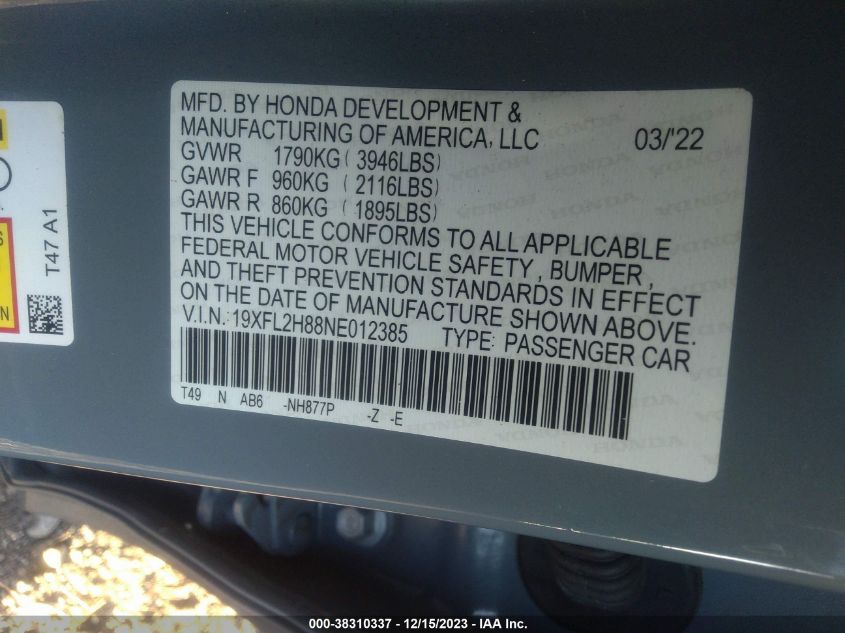 MFD. BY HONDA DEVELOPMENT &
MANUFACTURING OF AMERICA, LLC 03/'22
GVWR 1790KG ( 3946LBS)
GAWR F 960KG ( 2116LBS)
GAWR R 860KG ( 1895LBS)
THIS VEHICLE CONFORMS TO ALL APPLICABLE
FEDERAL MOTOR VEHICLE SAFETY, BUMPER,
AND THEFT PREVENTION STANDARDS IN EFFECT
ON THE DATE OF MANUFACTURE SHOWN ABOVE.
V.I.N: 19XFL2H88NE012385 TYPE: PASSENGER CAR
T49 N AB6 -NH877P -Z -E
T47 A1
HONDA
000-38310337 - 12/15/2023 - IAA Inc.